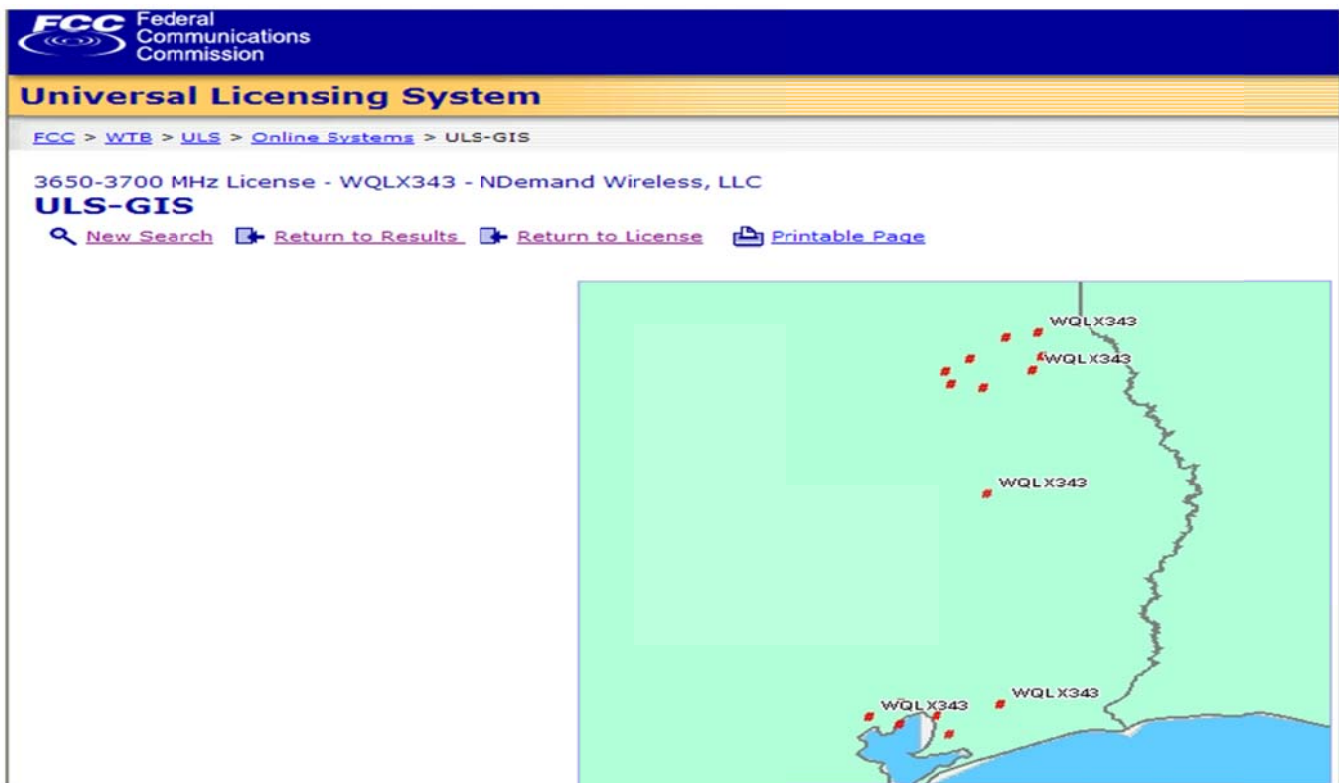 FCC Federal
Communications
Commission
Universal Licensing System
FCC > WTB > ULS > Online Systems > ULS-GIS
3650-3700 MHz License - WQLX343 - NDemand Wireless, LLC
ULS-GIS
New Search Return to Results Return to License Printable Page
WQLX343
WQLX343
WQLX343
WQLX343
WQLX343